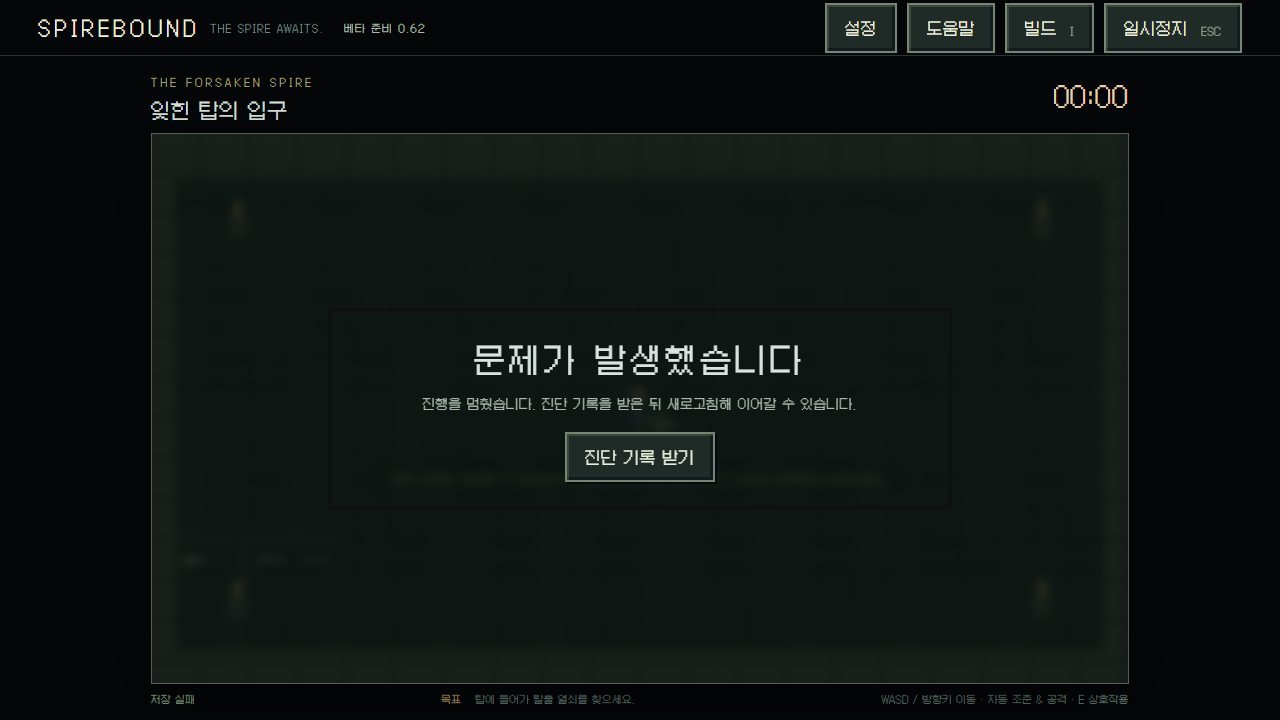 SPIREBOUND THE SPIRE AWAITS. 베타 준비 0.62 설정 도움말 빌드 I 일시정지 ESC
THE FORSAKEN SPIRE
잊힌 탑의 입구
00:00
문제가 발생했습니다
진행을 멈췄습니다. 진단 기록을 받은 뒤 새로고침해 이어갈 수 있습니다.
진단 기록 받기
저장 실패 목표 탑에 들어가 탈출 열쇠를 찾으세요. WASD / 방향키 이동 · 자동 조준 & 공격 · E 상호작용